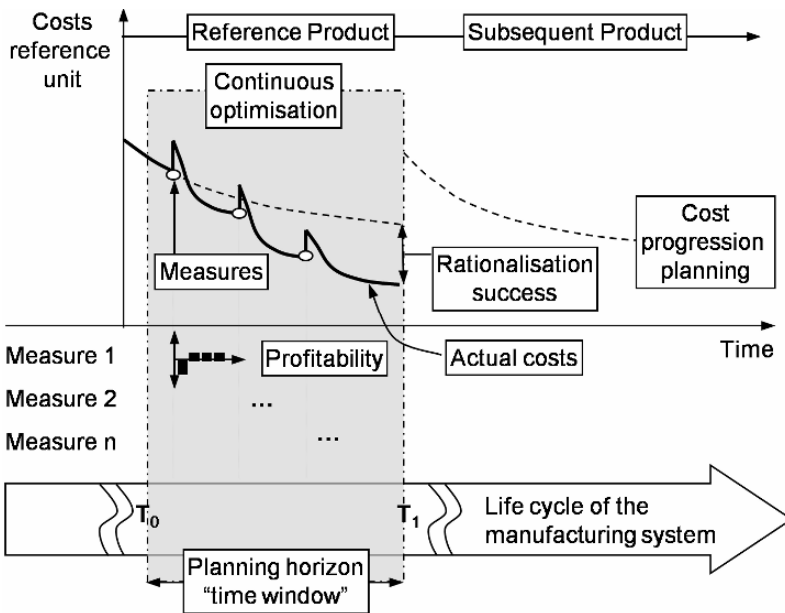 Costs
reference
unit
Reference Product
Subsequent Product
Continuous
optimisation
Measures
Rationalisation
success
Cost
progression
planning
Time
Measure 1
Profitability
Actual costs
Measure 2
...
Measure n
...
T0
T1
Life cycle of the
manufacturing system
Planning horizon
“time window”